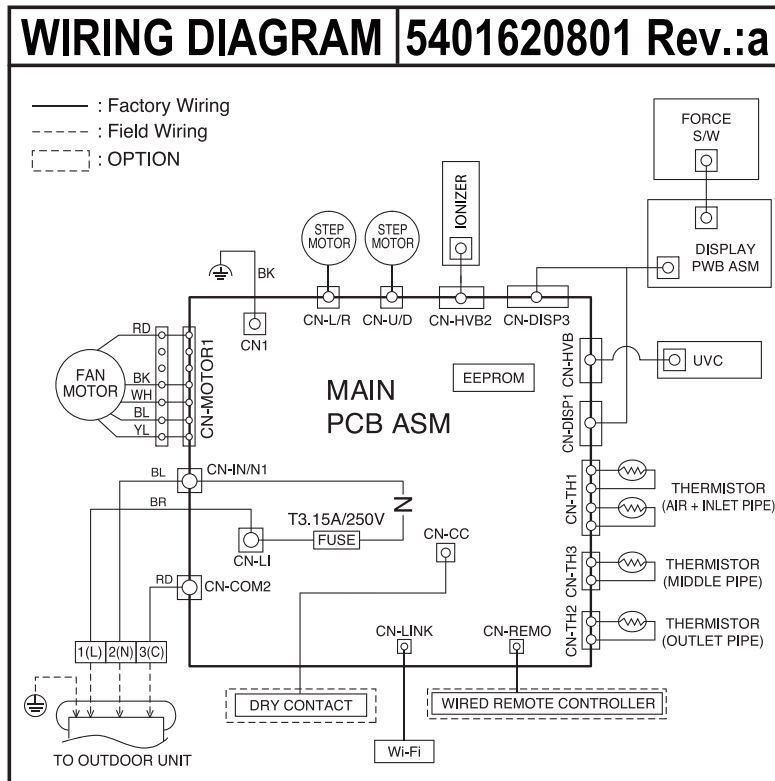 WIRING DIAGRAM 5401620801 Rev.:a
: Factory Wiring
: Field Wiring
: OPTION
FORCE
S/W
DISPLAY
PWB ASM
IONIZER
STEP
MOTOR
STEP
MOTOR
BK
CN1
CN-L/R
CN-U/D
CN-HVB2
CN-DISP3
CN-HVB
UVC
CN-DISP1
EEPROM
MAIN
PCB ASM
FAN
MOTOR
RD
BK
WH
BL
YL
CN-MOTOR1
CN-TH1
THERMISTOR
(AIR + INLET PIPE)
CN-TH3
THERMISTOR
(MIDDLE PIPE)
CN-TH2
THERMISTOR
(OUTLET PIPE)
BL
CN-IN/N1
BR
N
T3.15A/250V
FUSE
CN-LI
CN-CC
RD
CN-COM2
CN-LINK
CN-REMO
1(L) 2(N) 3(C)
DRY CONTACT
WIRED REMOTE CONTROLLER
Wi-Fi
TO OUTDOOR UNIT